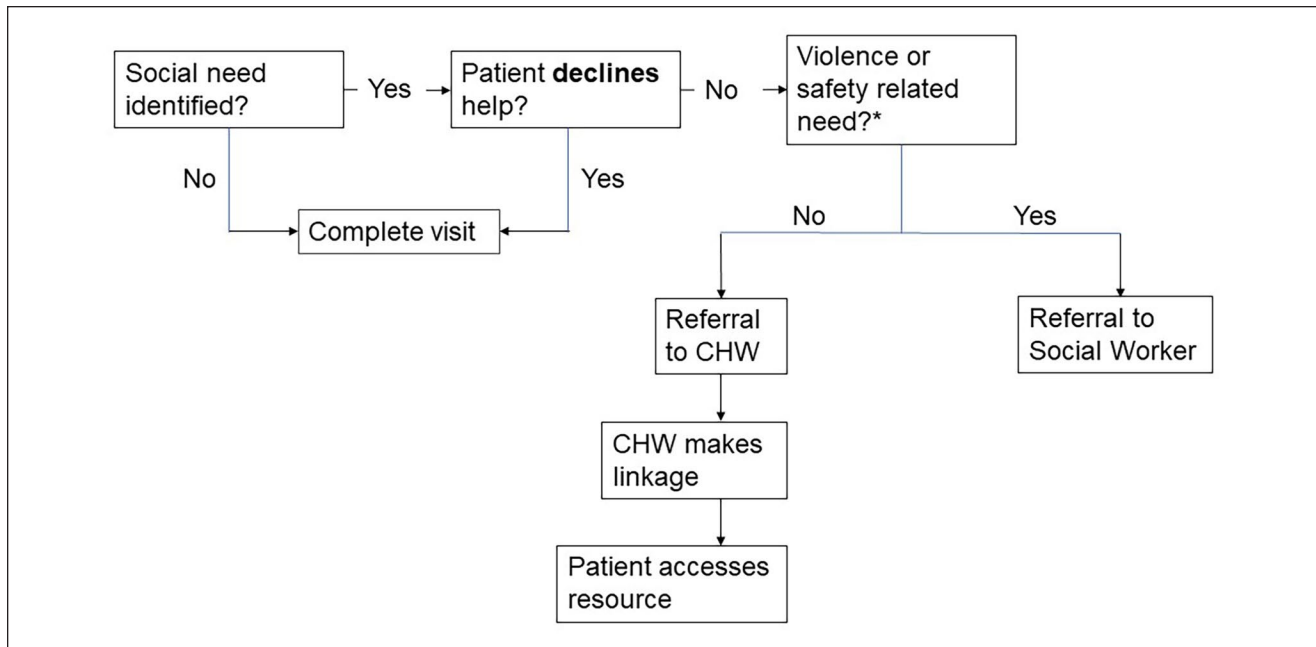 Social need
identified?
Yes
Patient declines
help?
No
Violence or
safety related
need?*
No
Yes
Complete visit
No
Yes
Referral
to CHW
Referral to
Social Worker
CHW makes
linkage
Patient accesses
resource